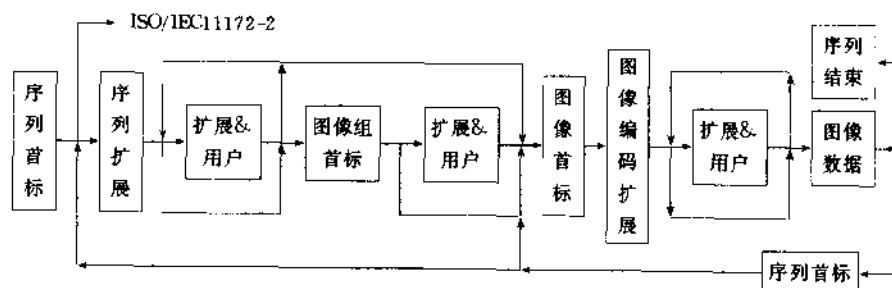 ISO/IEC11172-2
序列首标
序列扩展
扩展&
用户
图像组
首标
扩展&
用户
图像首标
图像编码扩展
扩展&
用户
序列
结束
图像
数据
序列首标